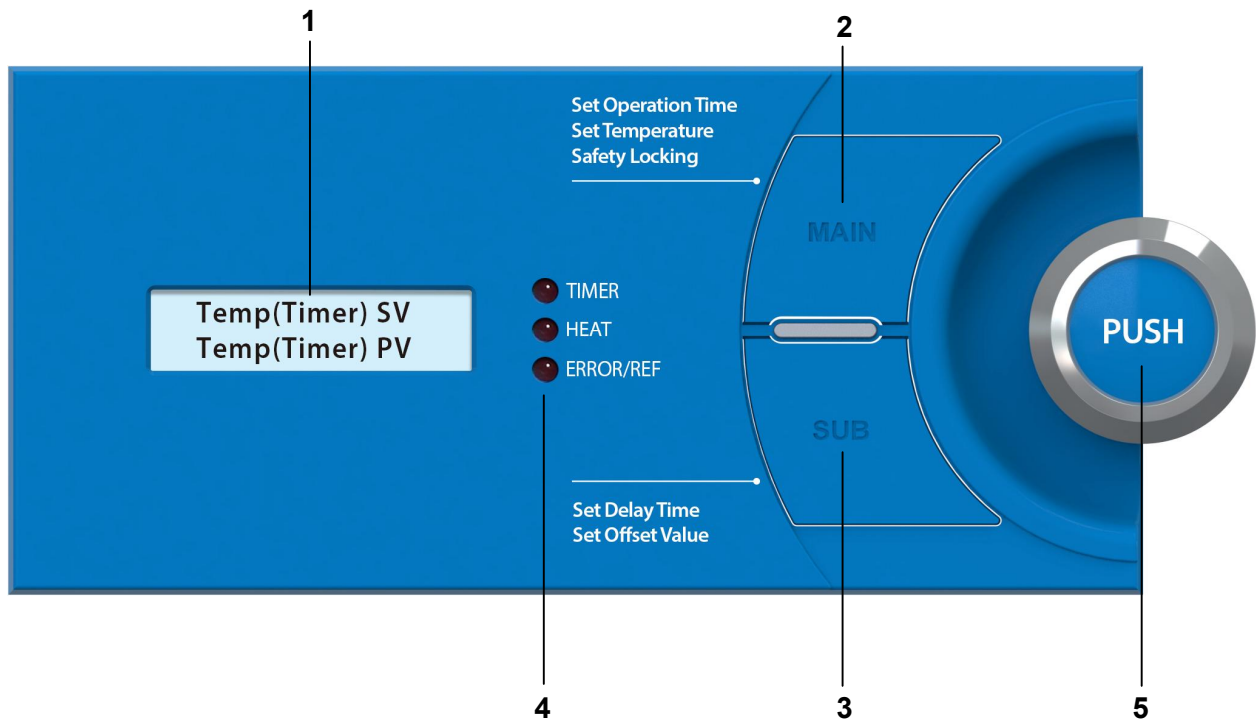 1
2
Set Operation Time
Set Temperature
Safety Locking
MAIN
Temp(Timer) SV
Temp(Timer) PV
TIMER
HEAT
ERROR/REF
PUSH
SUB
Set Delay Time
Set Offset Value
4
3
5